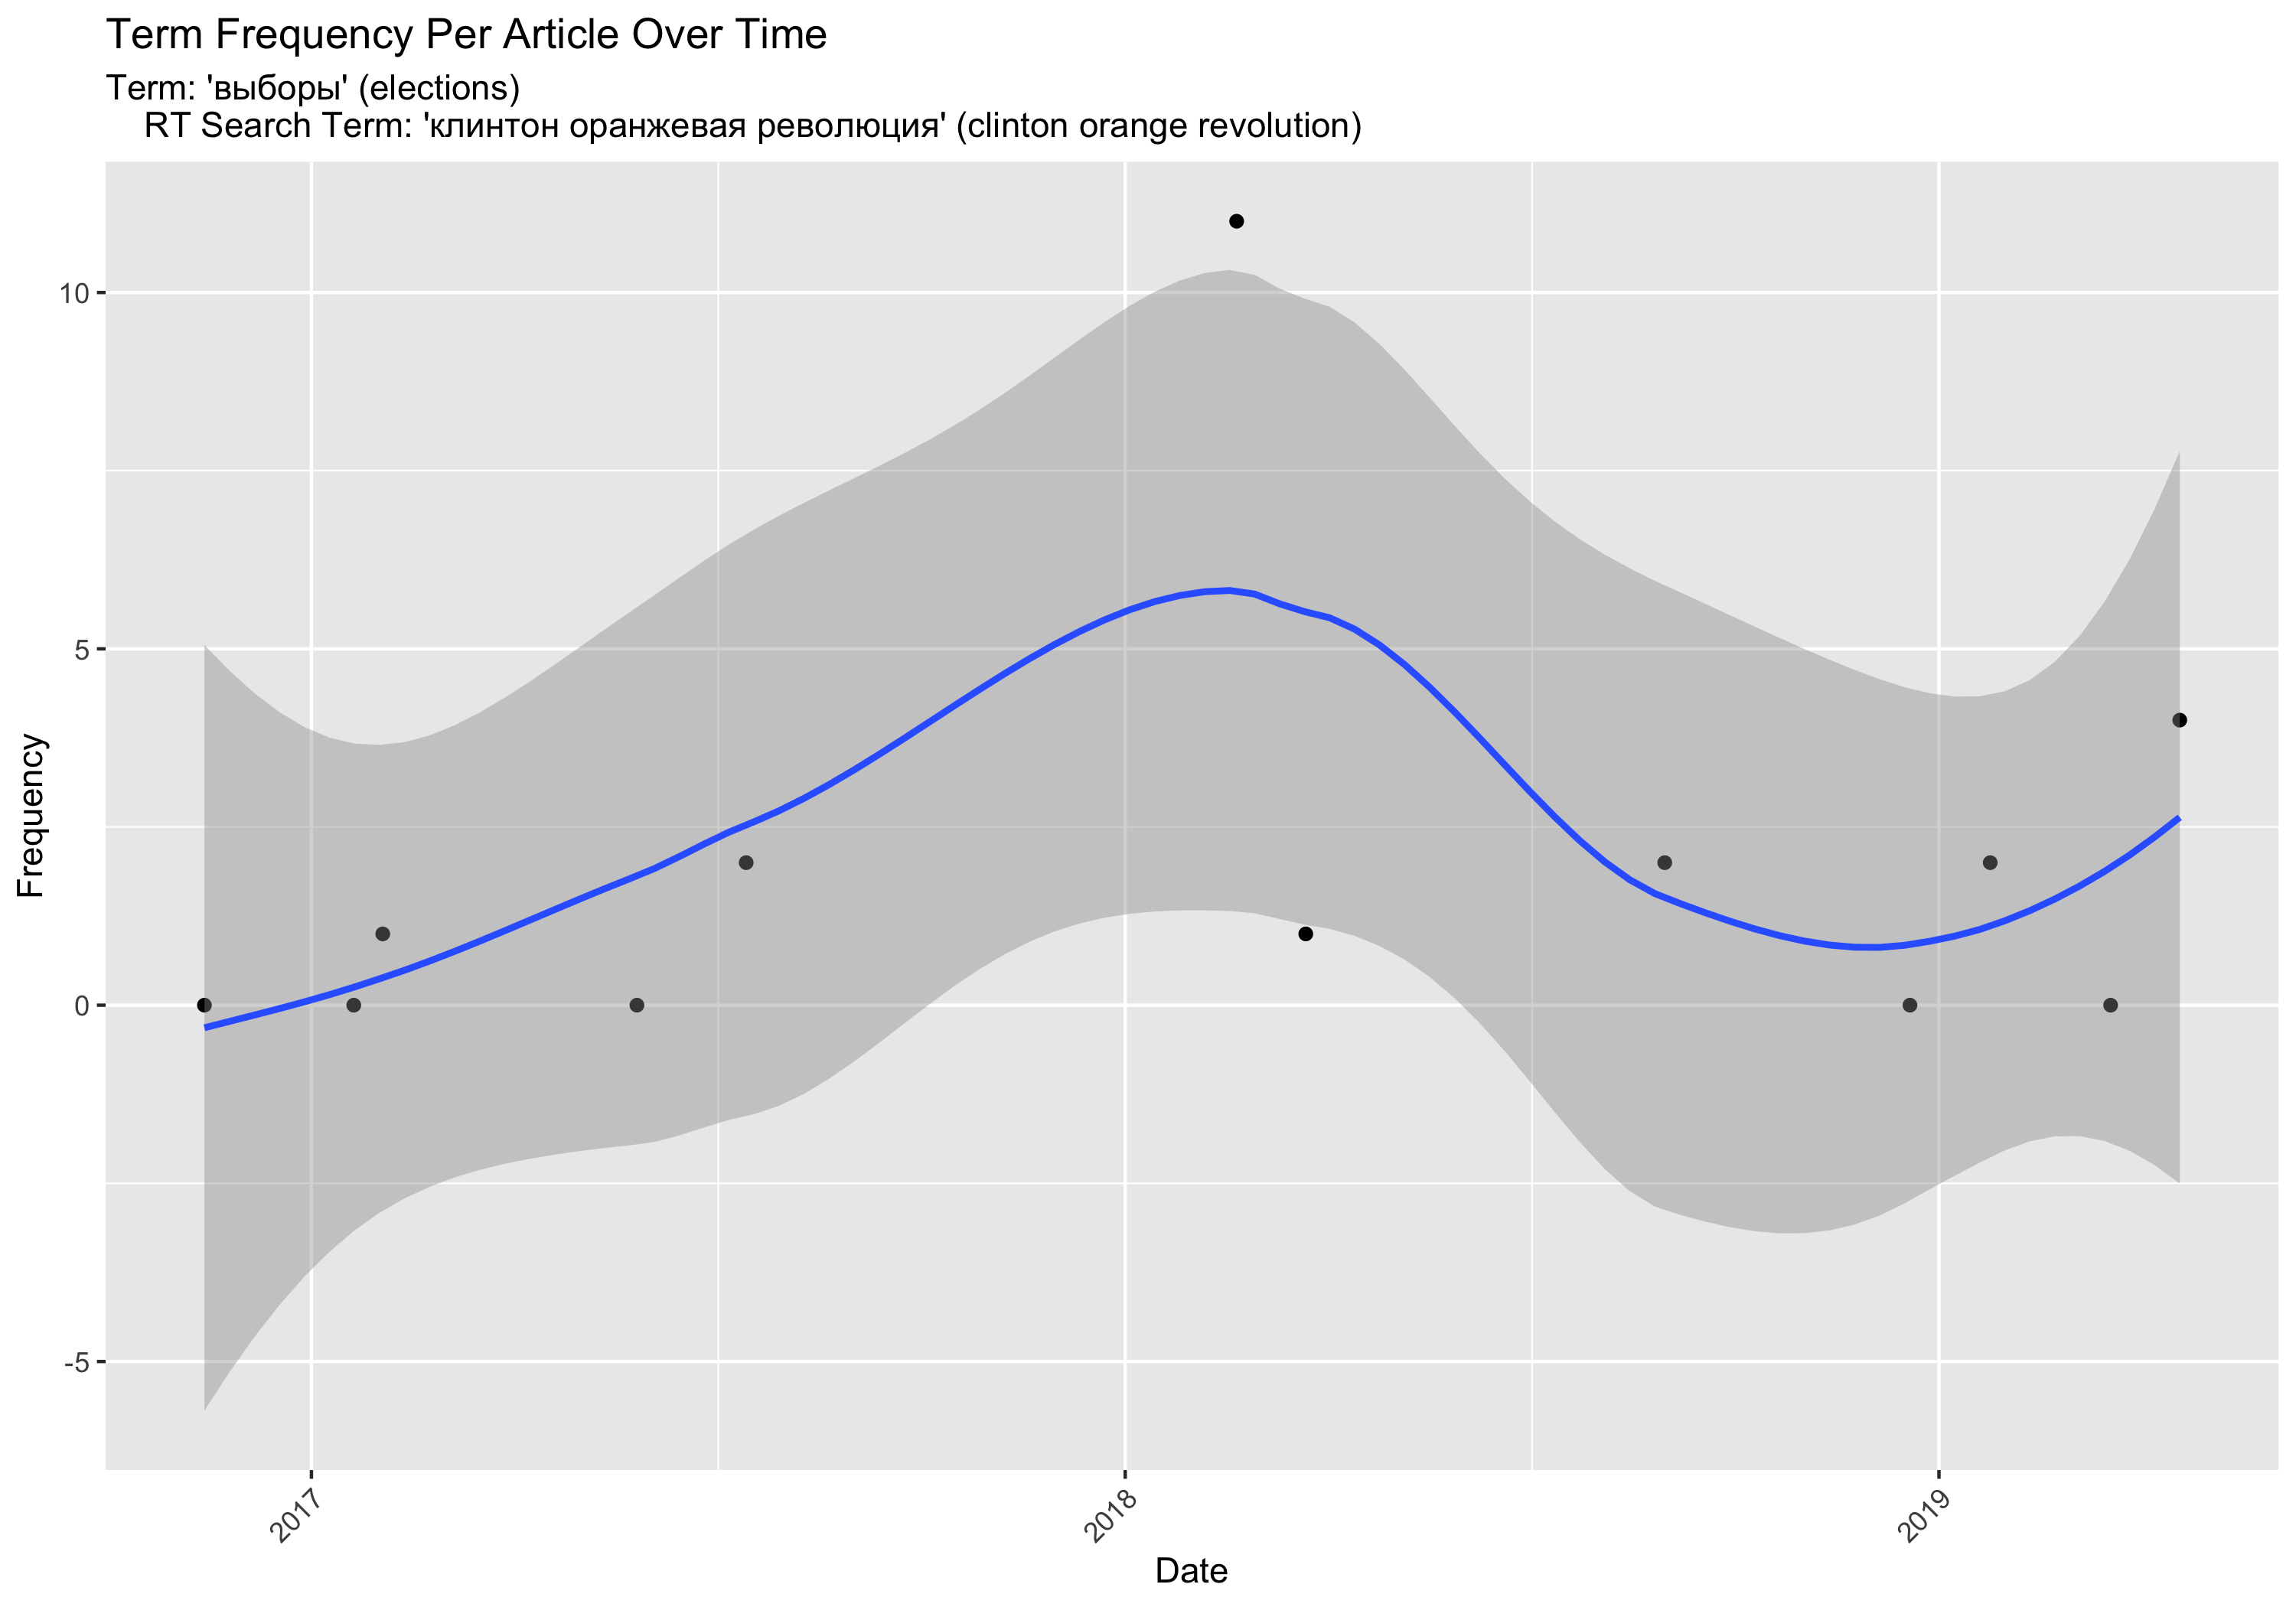 Term Frequency Per Article Over Time
Term: 'выборы' (elections)
RT Search Term: 'клинтон оранжевая революция' (clinton orange revolution)
Frequency
10
5
0
-5
2017
2018
2019
Date